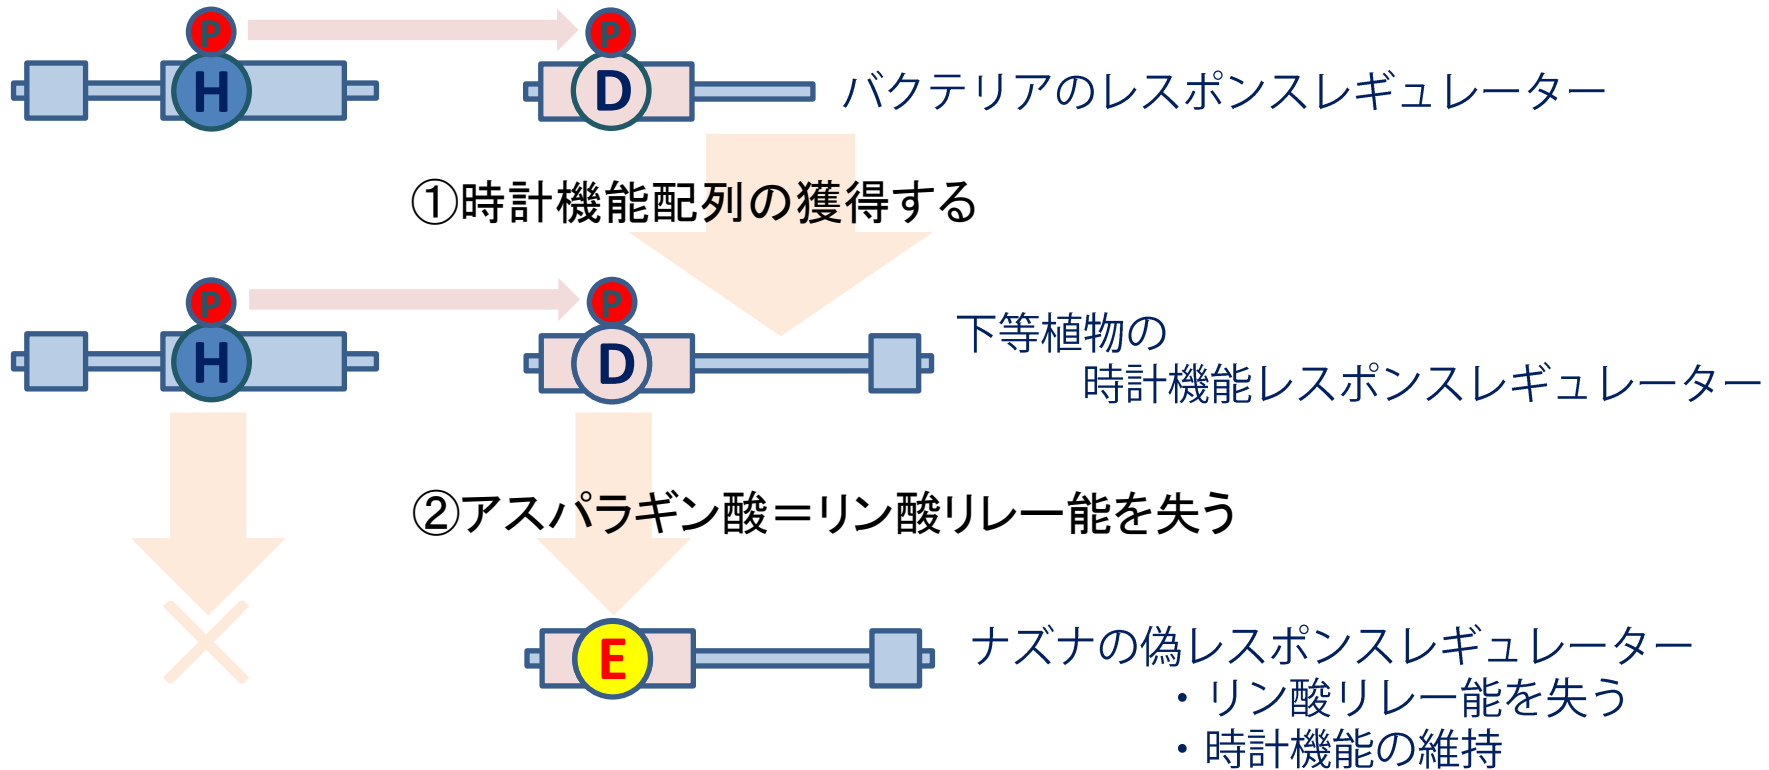 P P
H D バクテリアのレスポンスレギュレーター
①時計機能配列の獲得する
P P
H D 下等植物の
時計機能レスポンスレギュレーター
②アスパラギン酸＝リン酸リレー能を失う
E ナズナの偽レスポンスレギュレーター
・リン酸リレー能を失う
・時計機能の維持